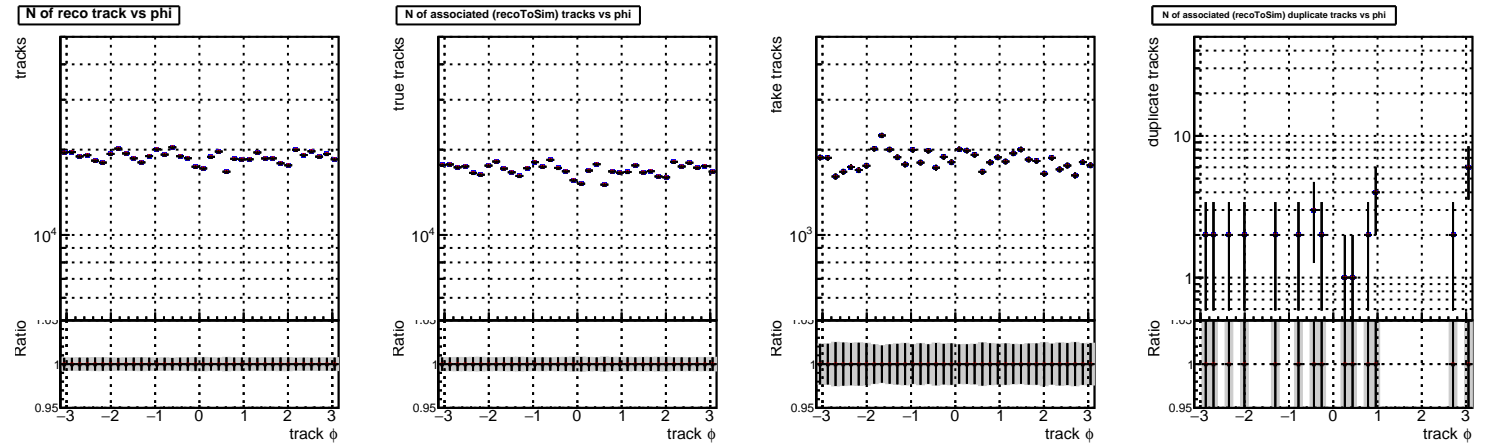 N of reco track vs phi
tracks
10⁴
Ratio
1
0.95
−3 −2 −1 0 1 2 3
track ϕ
N of associated (recoToSim) tracks vs phi
true tracks
10⁴
Ratio
1
0.95
−3 −2 −1 0 1 2 3
track ϕ
fake tracks
10³
Ratio
1
0.95
−3 −2 −1 0 1 2 3
track ϕ
N of associated (recoToSim) duplicate tracks vs phi
duplicate tracks
10
1
Ratio
1
0.95
−3 −2 −1 0 1 2 3
track ϕ